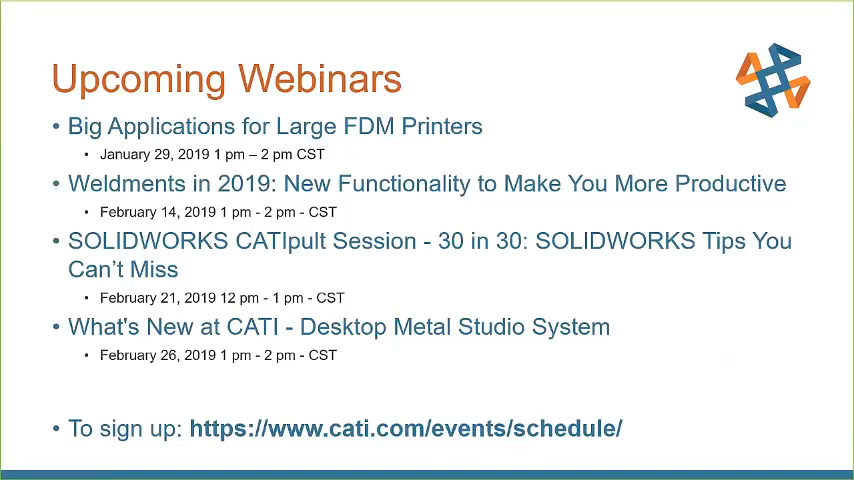 Upcoming Webinars
• Big Applications for Large FDM Printers
• January 29, 2019 1 pm – 2 pm CST
• Weldments in 2019: New Functionality to Make You More Productive
• February 14, 2019 1 pm - 2 pm - CST
• SOLIDWORKS CATIpult Session - 30 in 30: SOLIDWORKS Tips You
Can’t Miss
• February 21, 2019 12 pm - 1 pm - CST
• What's New at CATI - Desktop Metal Studio System
• February 26, 2019 1 pm - 2 pm - CST
• To sign up: https://www.cati.com/events/schedule/